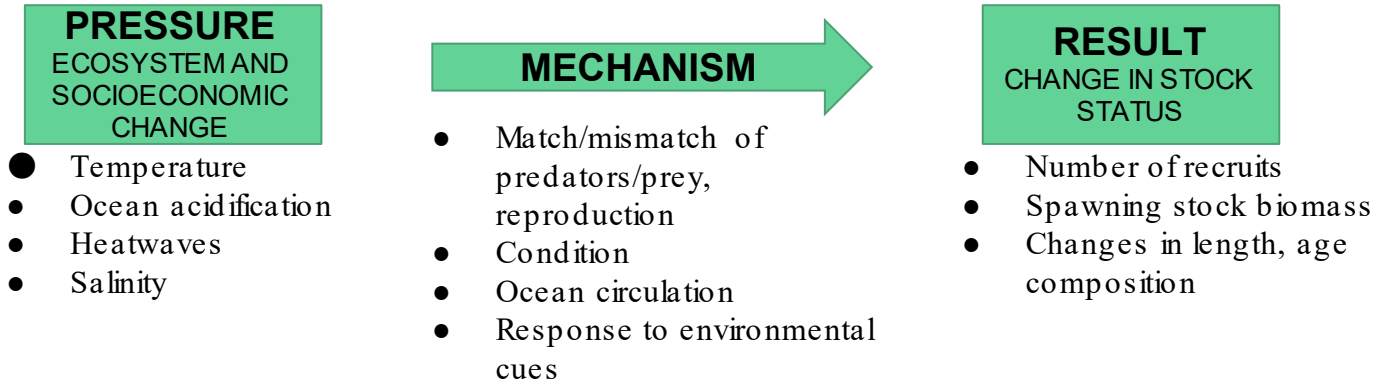 PRESSURE
ECOSYSTEM AND
SOCIOECONOMIC
CHANGE
● Temperature
● Ocean acidification
● Heatwaves
● Salinity
MECHANISM
● Match/mismatch of
predators/prey,
reproduction
● Condition
● Ocean circulation
● Response to environmental
cues
RESULT
CHANGE IN STOCK
STATUS
● Number of recruits
● Spawning stock biomass
● Changes in length, age
composition